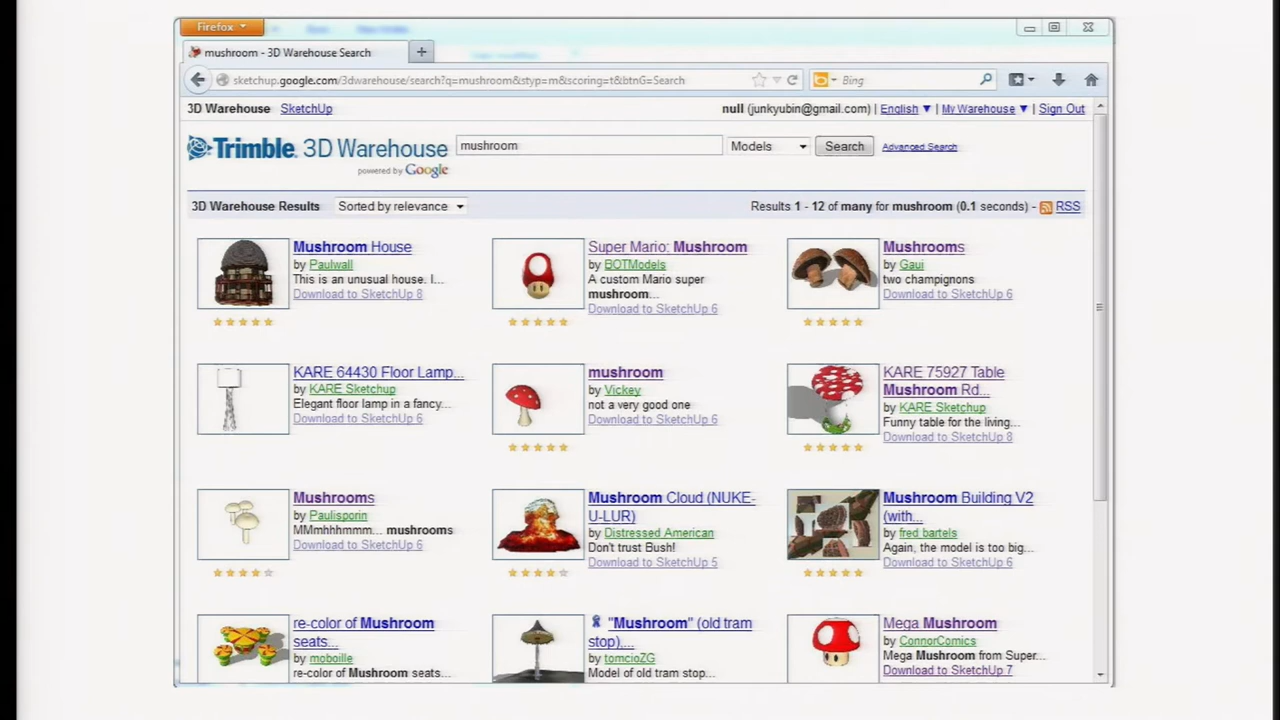 Firefox
mushroom - 3D Warehouse Search
sketchup.google.com/3dwarehouse/search?q=mushroom&styp=m&scoring=t&btnG=Search
Bing
3D Warehouse SketchUp
null (junkyubin@gmail.com) | English ▼ | My Warehouse ▼ | Sign Out
Trimble. 3D Warehouse
powered by Google
mushroom
Models
Search
Advanced Search
3D Warehouse Results
Sorted by relevance
Results 1 - 12 of many for mushroom (0.1 seconds) - RSS
Mushroom House
by Paulwall
This is an unusual house. I...
Download to SketchUp 8
Super Mario: Mushroom
by BOTModels
A custom Mario super
mushroom...
Download to SketchUp 6
Mushrooms
by Gaui
two champignons
Download to SketchUp 6
KARE 64430 Floor Lamp...
by KARE Sketchup
Elegant floor lamp in a fancy...
Download to SketchUp 6
mushroom
by Vickey
not a very good one
Download to SketchUp 6
KARE 75927 Table
Mushroom Rd...
by KARE Sketchup
Funny table for the living...
Download to SketchUp 8
Mushrooms
by Paulisporin
MMmhhhmmm... mushrooms
Download to SketchUp 6
Mushroom Cloud (NUKE-
U-LUR)
by Distressed American
Don't trust Bush!
Download to SketchUp 5
Mushroom Building V2
(with...
by fred bartels
Again, the model is too big...
Download to SketchUp 6
re-color of Mushroom
seats...
by moboille
re-color of Mushroom seats...
"Mushroom" (old tram
stop),...
by tomcioZG
Model of old tram stop...
Mega Mushroom
by ConnorComics
Mega Mushroom from Super...
Download to SketchUp 7